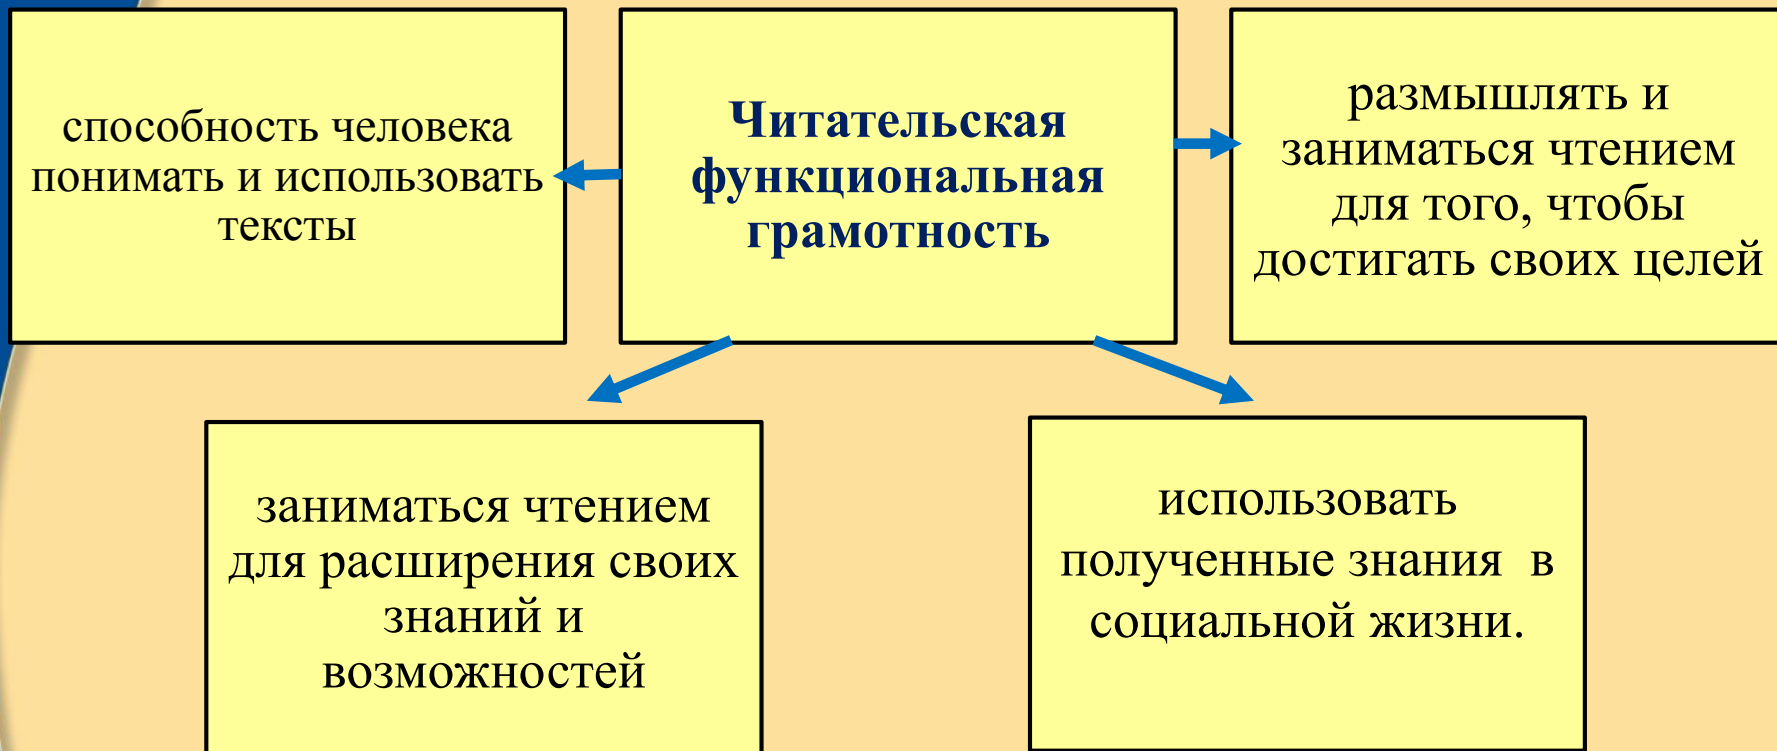 способность человека
понимать и использовать
тексты
Читательская
функциональная
грамотность
размышлять и
заниматься чтением
для того, чтобы
достигать своих целей
заниматься чтением
для расширения своих
знаний и
возможностей
использовать
полученные знания  в
социальной жизни.